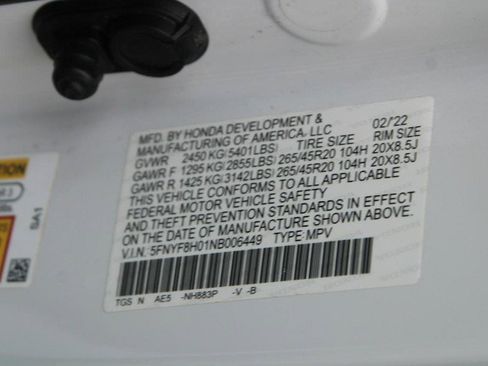 MFD. BY HONDA DEVELOPMENT & 02/22
MANUFACTURING OF AMERICA, LLC
GVWR 2450 KG(5401LBS) TIRE SIZE RIM SIZE
GAWR F 1295 KG(2855LBS) 265/45R20 104H 20X8.5J
GAWR R 1425 KG(3142LBS) 265/45R20 104H 20X8.5J
THIS VEHICLE CONFORMS TO ALL APPLICABLE
FEDERAL MOTOR VEHICLE SAFETY
AND THEFT PREVENTION STANDARDS IN EFFECT
ON THE DATE OF MANUFACTURE SHOWN ABOVE.
V.I.N. 5FNYF8H01NB006449 TYPE: MPV
TGS N AE5 -NH883P -V -B
SA1